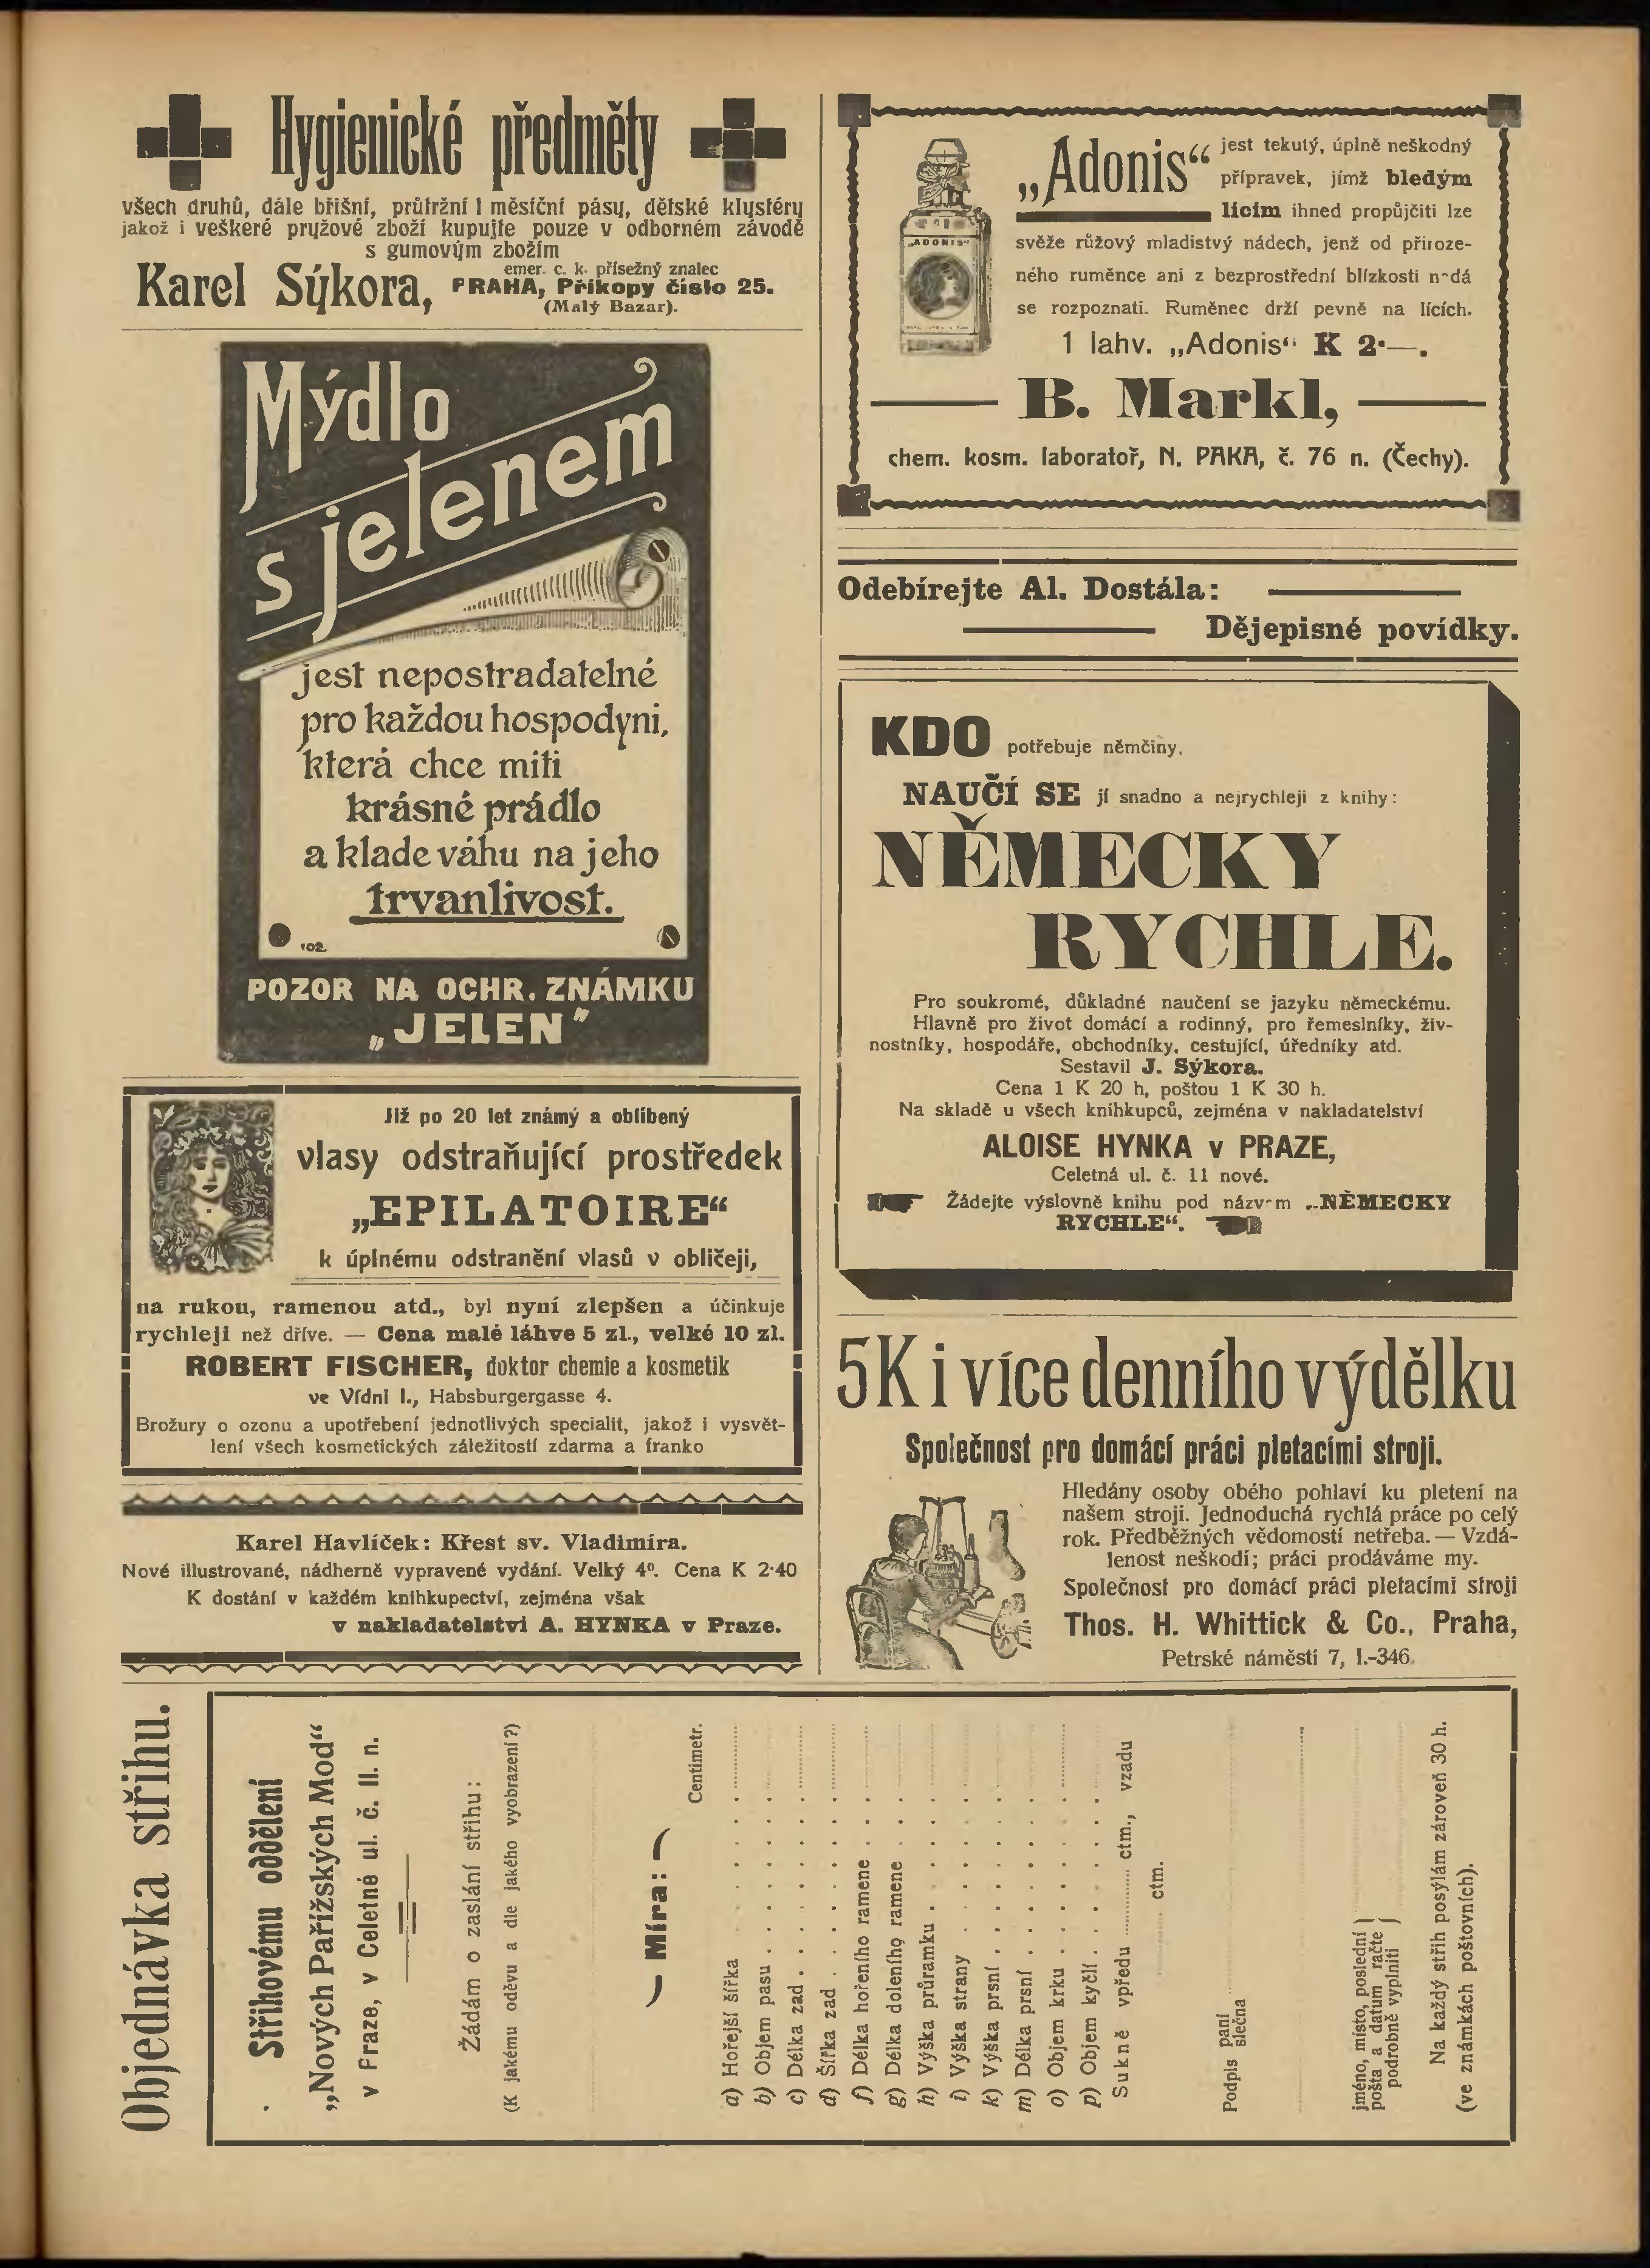 Hygienické předměty
všech druhů, dále břišní, průtržní i měsíční pásy, dětské klystéry
jakož i veškeré pryžové zboží kupujte pouze v odborném závodě
s gumovým zbožím
Karel Sýkora,
emer. c. k. přísežný znalec
PRAHA, Příkopy číslo 25.
(Malý Bazar).
Mýdlo
s jelenem
jest nepostradatelné
pro každou hospodyni,
která chce míti
krásné prádlo
a klade váhu na jeho
trvanlivost.
102.
POZOR NA OCHR. ZNÁMKU
„JELEN"
Již po 20 let známý a oblíbený
vlasy odstraňující prostředek
„EPILATOIRE“
k úplnému odstranění vlasů v obličeji,
na rukou, ramenou atd., byl nyní zlepšen a účinkuje
rychleji než dříve. — Cena malé láhve 5 zl., velké 10 zl.
ROBERT FISCHER, doktor chemie a kosmetik
ve Vídni I., Habsburgergasse 4.
Brožury o ozonu a upotřebení jednotlivých specialit, jakož i vysvět-
lení všech kosmetických záležitostí zdarma a franko
Karel Havlíček: Křest sv. Vladimíra.
Nové illustrované, nádherně vypravené vydání. Velký 4º. Cena K 2·40
K dostání v každém knihkupectví, zejména však
v nakladatelství A. HYNKA v Praze.
„Adonis“
jest tekutý, úplně neškodný
přípravek, jímž bledým
lícím ihned propůjčiti lze
svěže růžový mladistvý nádech, jenž od přiroze-
ného ruměnce ani z bezprostřední blízkosti n dá
se rozpoznati. Ruměnec drží pevně na lících.
„ADONIS“
1 lahv. „Adonis“ K 2·—.
B. Markl,
chem. kosm. laboratoř, N. PAKA, č. 76 n. (Čechy).
Odebírejte Al. Dostála:
Dějepisné povídky.
KDO potřebuje němčiny,
NAUČÍ SE jí snadno a nejrychleji z knihy:
NĚMECKY
RYCHLE.
Pro soukromé, důkladné naučení se jazyku německému.
Hlavně pro život domácí a rodinný, pro řemeslníky, živ-
nostníky, hospodáře, obchodníky, cestující, úředníky atd.
Sestavil J. Sýkora.
Cena 1 K 20 h, poštou 1 K 30 h.
Na skladě u všech knihkupců, zejména v nakladatelství
ALOISE HYNKA v PRAZE,
Celetná ul. č. 11 nové.
Žádejte výslovně knihu pod názv m „NĚMECKY
RYCHLE“.
5 K i více denního výdělku
Společnost pro domácí práci pletacími stroji.
Hledány osoby obého pohlaví ku pletení na
našem stroji. Jednoduchá rychlá práce po celý
rok. Předběžných vědomostí netřeba. — Vzdá-
lenost neškodí; práci prodáváme my.
Společnost pro domácí práci pletacími stroji
Thos. H. Whittick & Co., Praha,
Petrské náměstí 7, I.-346.
Objednávka střihu.
Střihovému oddělení
„Nových Pařížských Mod“
v Praze, v Celetné ul. č. 11. n.
Žádám o zaslání střihu:
(K jakému oděvu a dle jakého vyobrazení?)
Míra:
Centimetr.
a) Hořejší šířka
b) Objem pasu
c) Délka zad
d) Šířka zad
f) Délka hořeního ramene
g) Délka doleního ramene
h) Výška průramku
i) Výška strany
k) Výška prsní
m) Délka prsní
o) Objem krku
p) Objem kyčlí
Sukně vpředu ........... ctm., vzadu
........... ctm.
Podpis paní
slečna
jméno, místo, poslední
pošta a datum račte
podrobně vyplniti
Na každý střih posýlám zároveň 30 h.
(ve známkách poštovních).